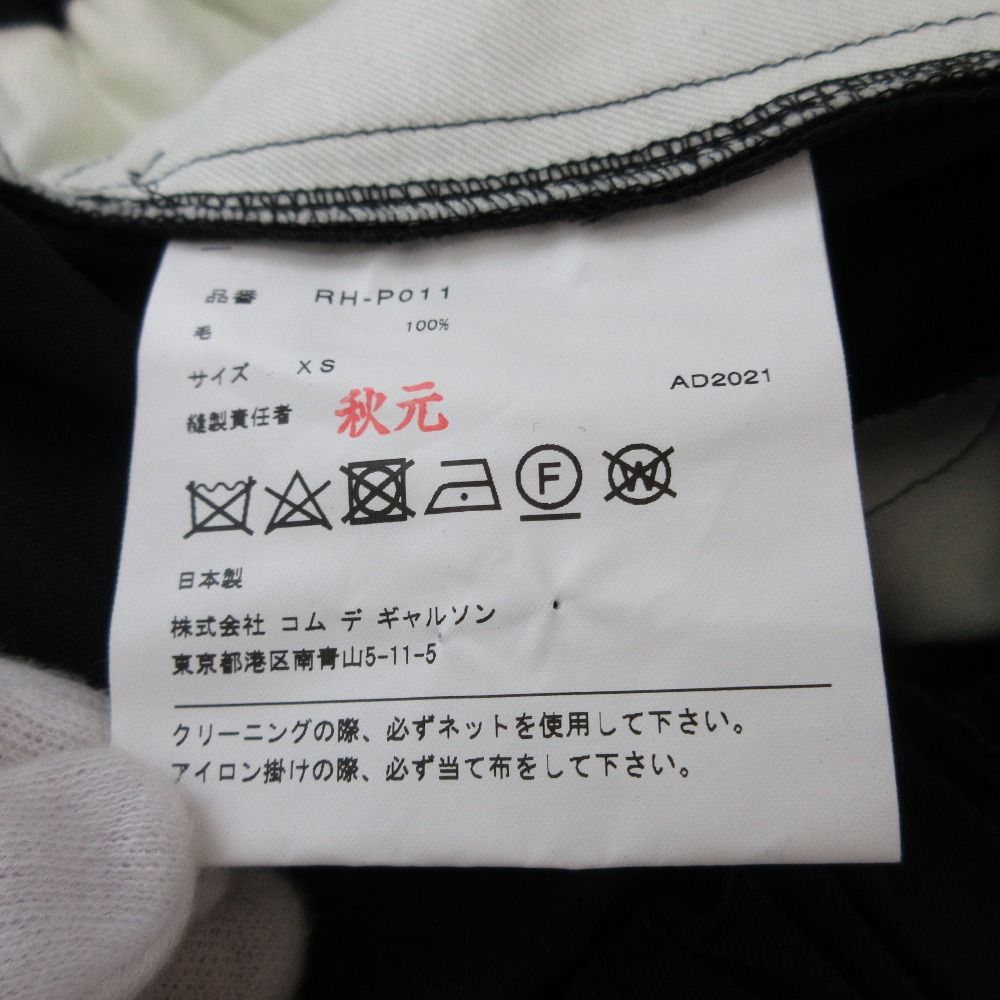 品番 RH-P011
毛 100%
サイズ XS
AD2021
縫製責任者 秋元
F W
日本製
株式会社 コム デ ギャルソン
東京都港区南青山5-11-5
クリーニングの際、必ずネットを使用して下さい。
アイロン掛けの際、必ず当て布をして下さい。